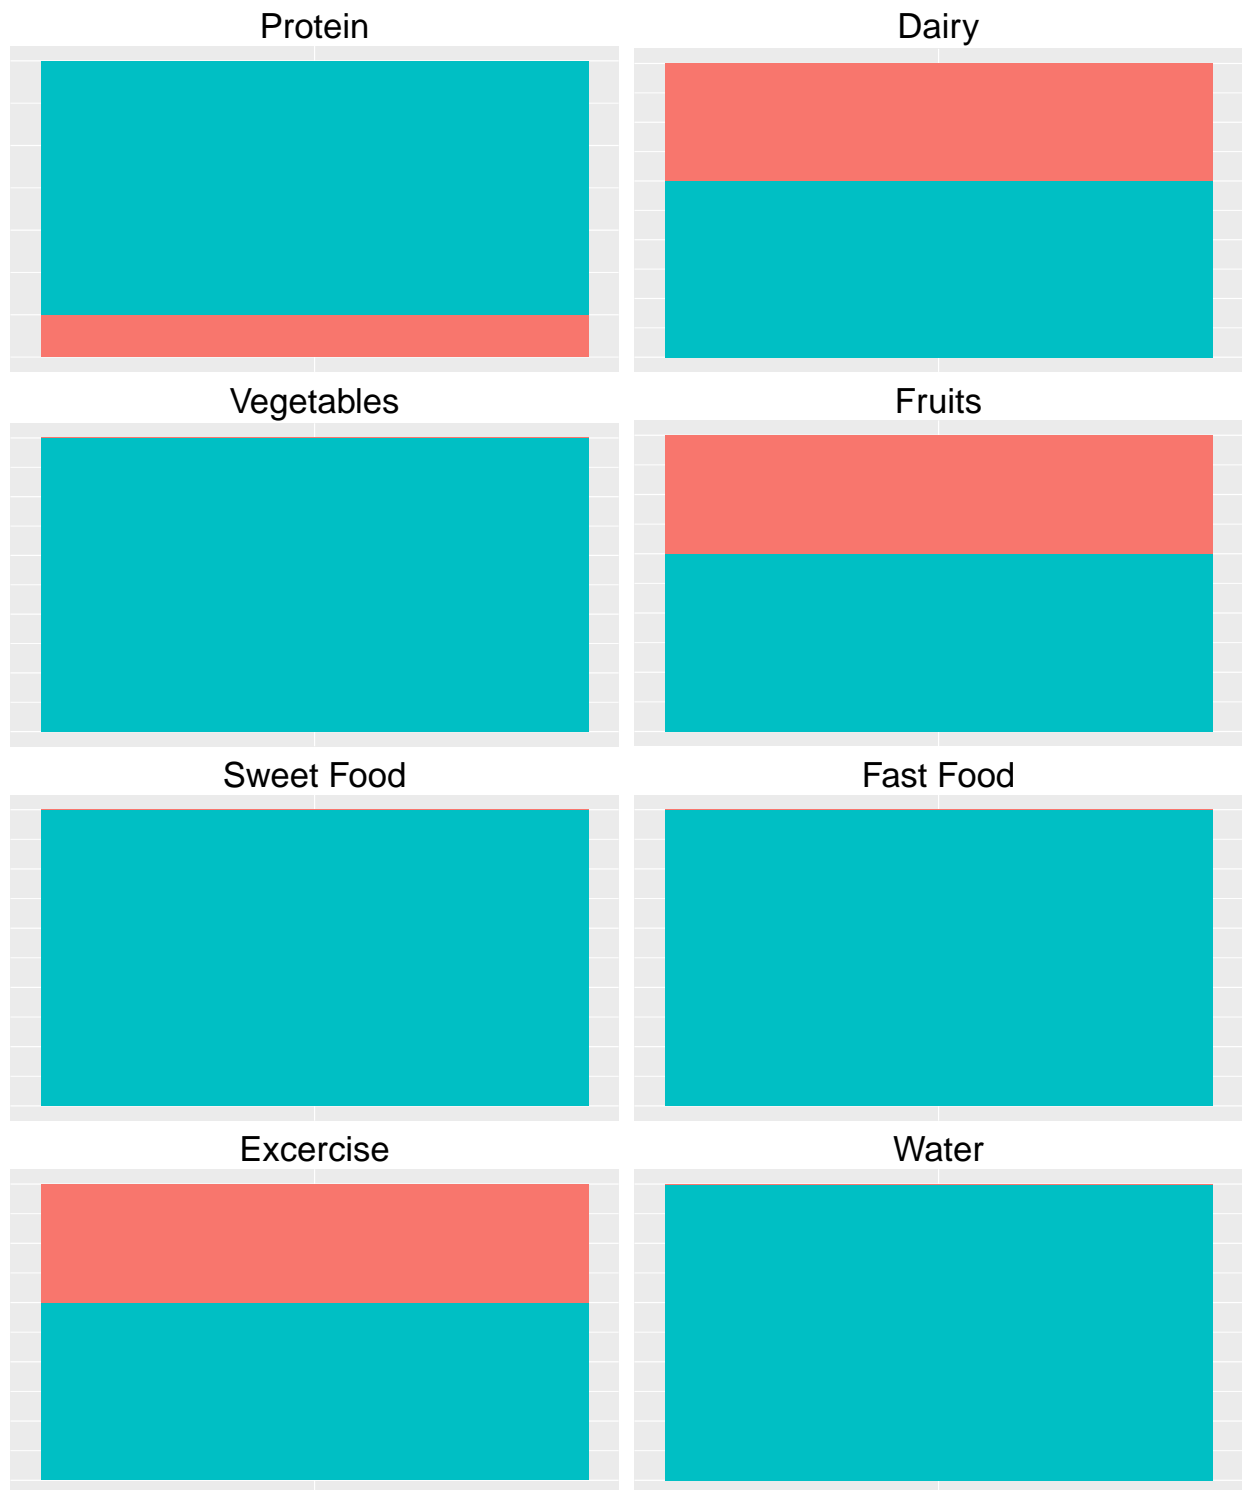 Protein
Dairy
Vegetables
Fruits
Sweet Food
Fast Food
Excercise
Water